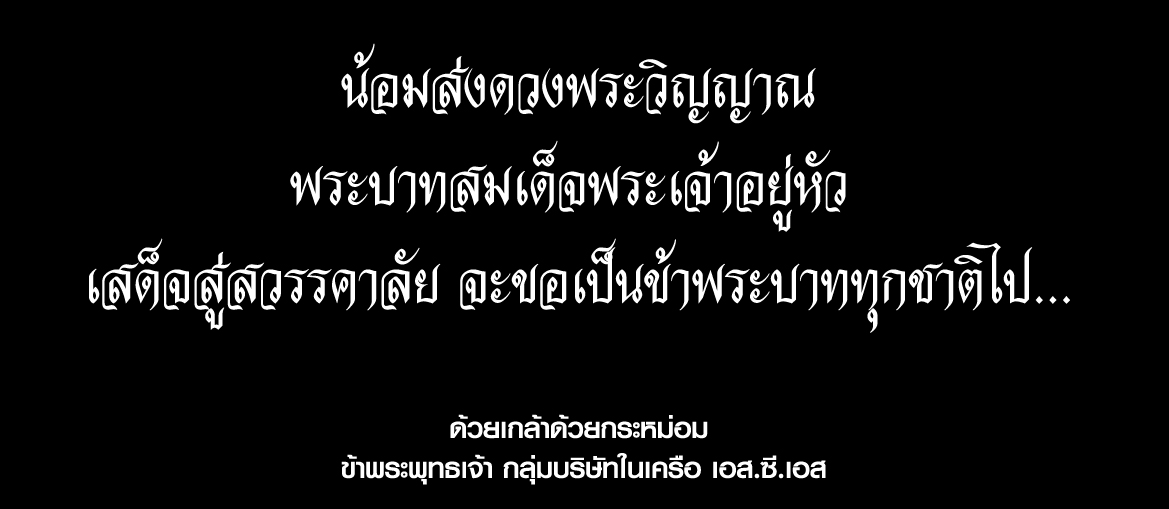 น้อมส่งดวงพระวิญญาณ
พระบาทสมเด็จพระเจ้าอยู่หัว
เสด็จสู่สวรรคาลัย จะขอเป็นข้าพระบาททุกชาติไป...
ด้วยเกล้าด้วยกระหม่อม
ข้าพระพุทธเจ้า กลุ่มบริษัทในเครือ เอส.ซี.เอส